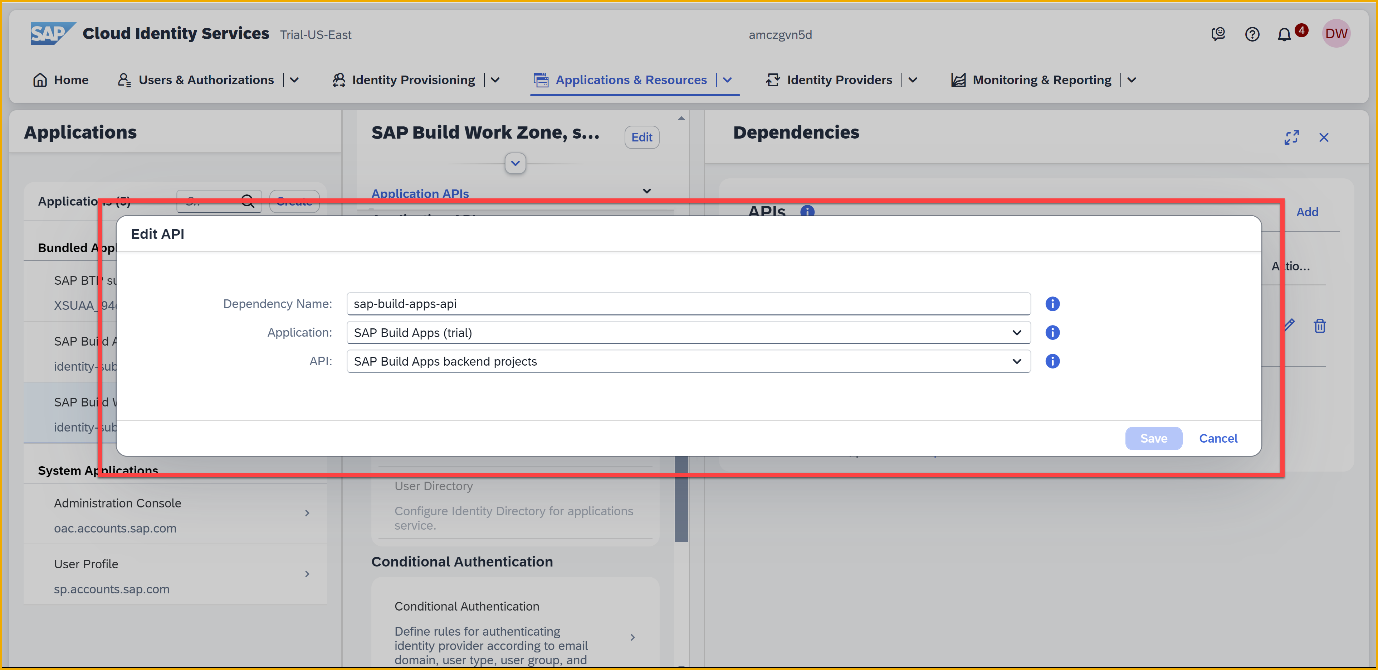 SAP Cloud Identity Services Trial-US-East
amczgvn5d
4
DW
Home
Users & Authorizations
Identity Provisioning
Applications & Resources
Identity Providers
Monitoring & Reporting
Applications
SAP Build Work Zone, s...
Edit
Dependencies
Application APIs
Create
APIs
Add
Edit API
Bundled
SAP BTP
XSUAA
SAP Build
identity-sub
SAP Build
identity-sub
Dependency Name: sap-build-apps-api
Application: SAP Build Apps (trial)
API: SAP Build Apps backend projects
Save
Cancel
System Applications
Administration Console
oac.accounts.sap.com
User Profile
sp.accounts.sap.com
User Directory
Configure Identity Directory for applications
service.
Conditional Authentication
Conditional Authentication
Define rules for authenticating
identity provider according to email
domain, user type, user group, and